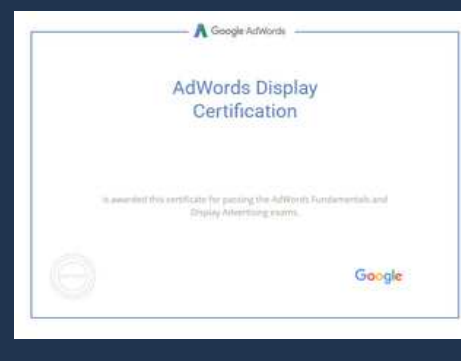 Google AdWords
AdWords Display
Certification
is awarded this certificate for passing the AdWords Fundamentals and
Display Advertising exams.
Google